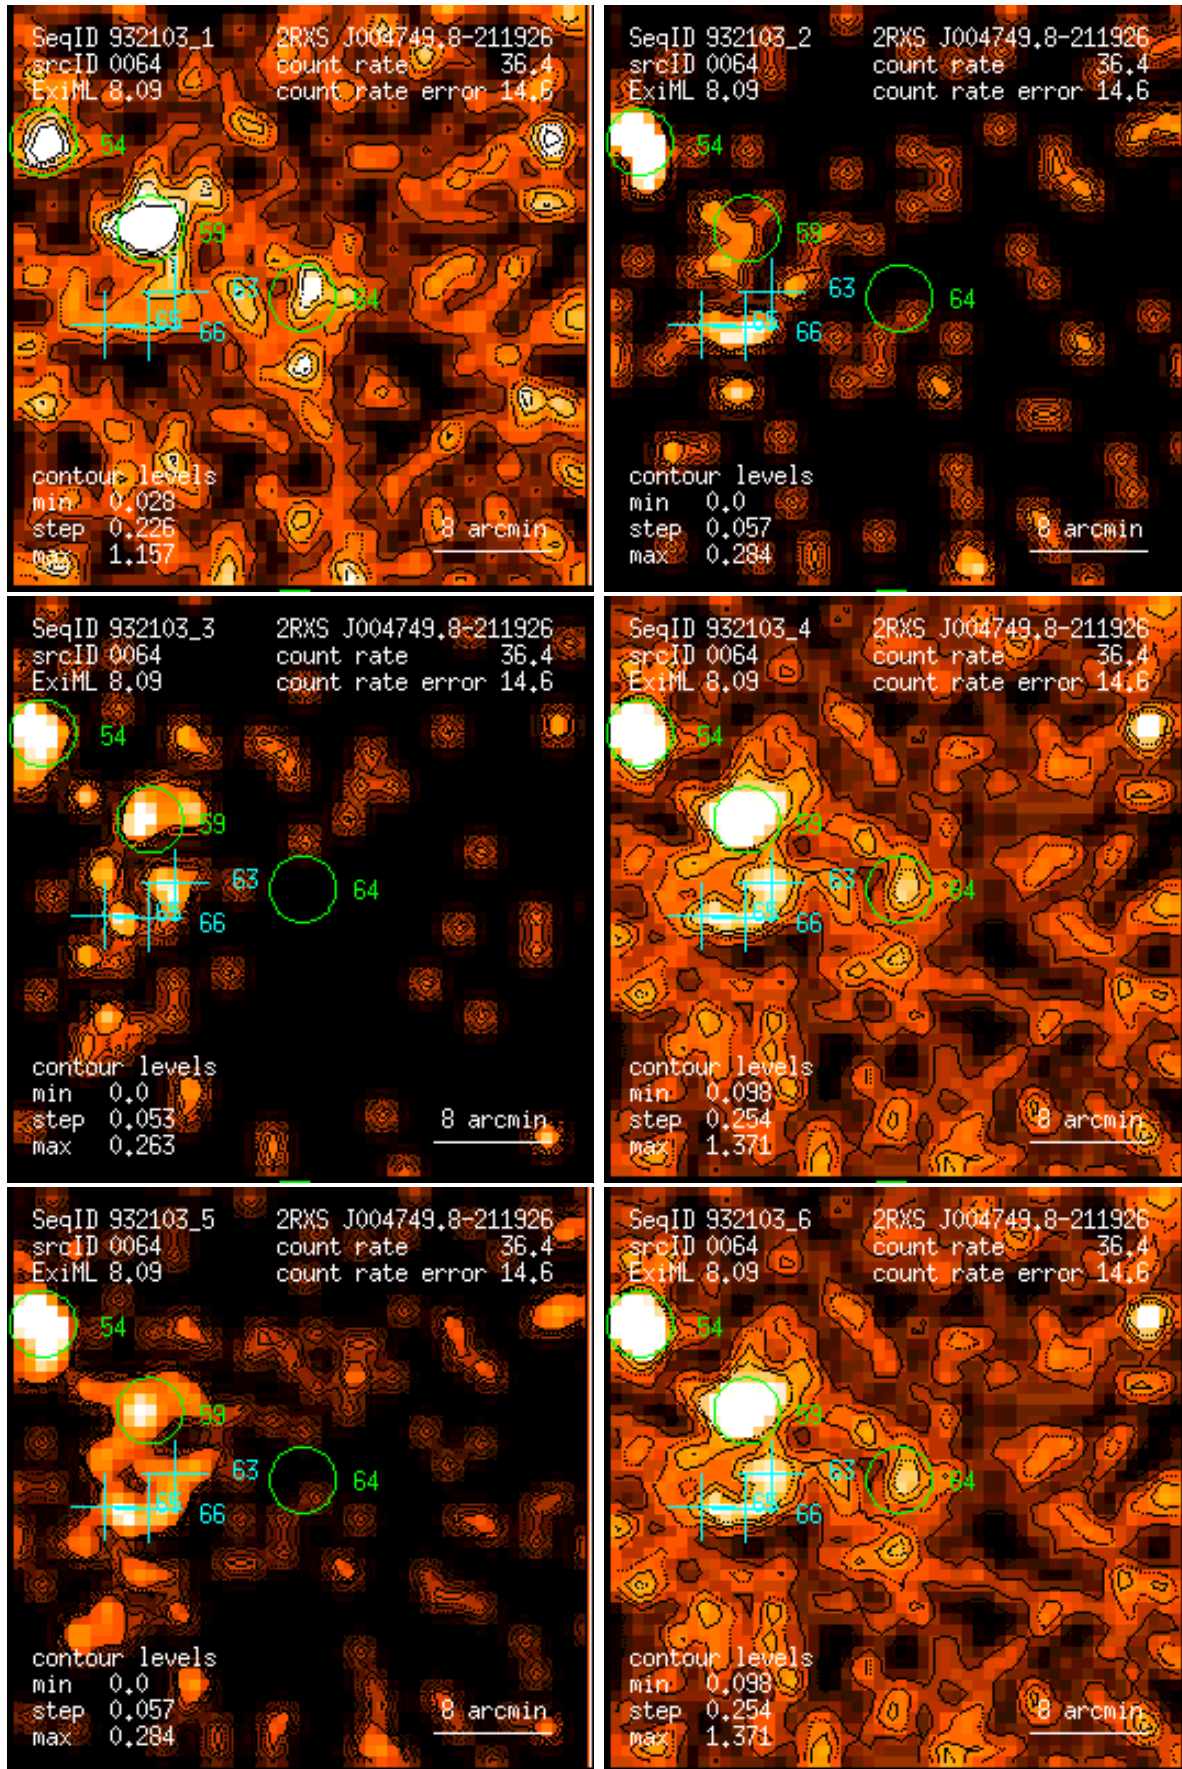 SeqID 932103_1 2RXS J004749.8-211926
srcID 0064 count rate 36.4
ExiML 8.09 count rate error 14.6
54
59
63
64
65
66
contour levels
min 0.028
step 0.226
max 1.157
8 arcmin
SeqID 932103_2 2RXS J004749.8-211926
srcID 0064 count rate 36.4
ExiML 8.09 count rate error 14.6
54
59
63
64
65
66
contour levels
min 0.0
step 0.057
max 0.284
8 arcmin
SeqID 932103_3 2RXS J004749.8-211926
srcID 0064 count rate 36.4
ExiML 8.09 count rate error 14.6
54
59
63
64
65
66
contour levels
min 0.0
step 0.053
max 0.263
8 arcmin
SeqID 932103_4 2RXS J004749.8-211926
srcID 0064 count rate 36.4
ExiML 8.09 count rate error 14.6
54
59
63
64
65
66
contour levels
min 0.098
step 0.254
max 1.371
8 arcmin
SeqID 932103_5 2RXS J004749.8-211926
srcID 0064 count rate 36.4
ExiML 8.09 count rate error 14.6
54
59
63
64
65
66
contour levels
min 0.0
step 0.057
max 0.284
8 arcmin
SeqID 932103_6 2RXS J004749.8-211926
srcID 0064 count rate 36.4
ExiML 8.09 count rate error 14.6
54
59
63
64
65
66
contour levels
min 0.098
step 0.254
max 1.371
8 arcmin